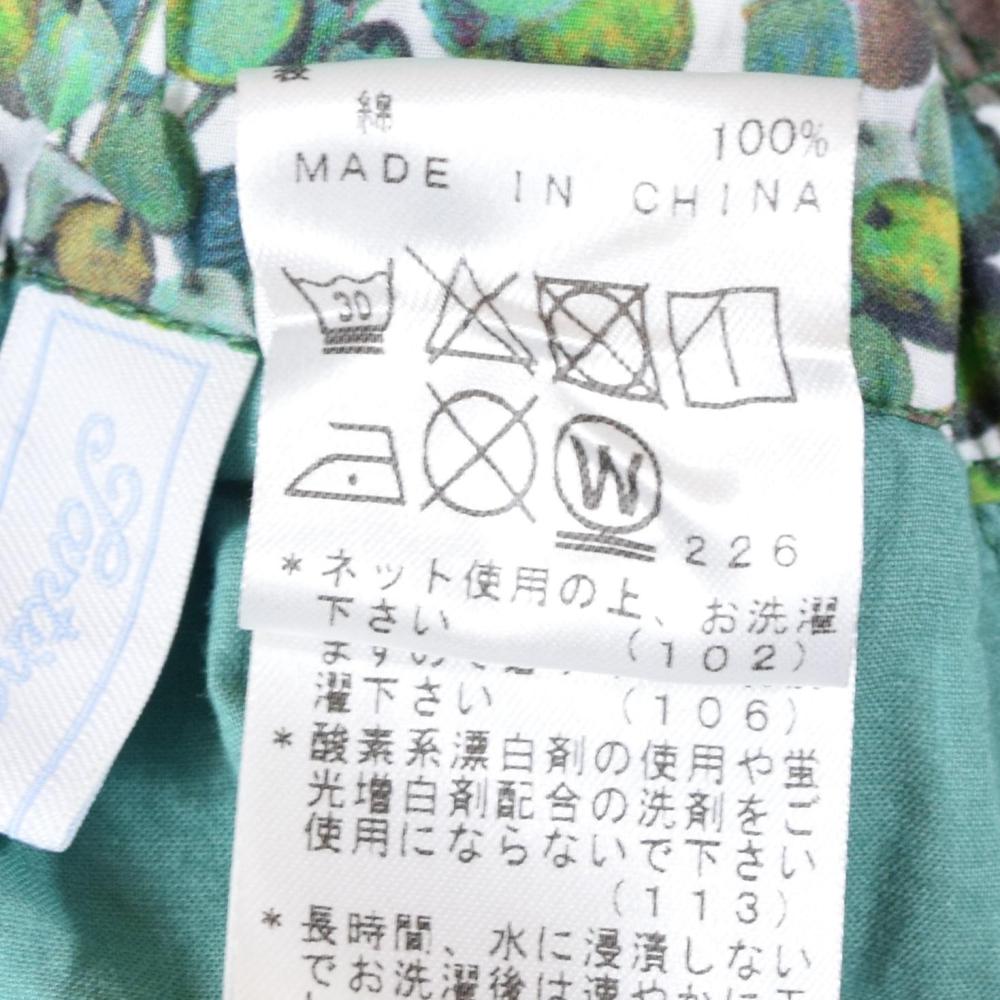 綿 100%
MADE IN CHINA
30
W 226
*ネット使用の上、お洗濯
下さい (102)
濯下さい (106)
*酸素系漂白剤の使用や蛍
光増白剤配合の洗剤をご
使用にならないで下さい
(113)
*長時間、水に浸漬しない
でお洗濯後は速やかに